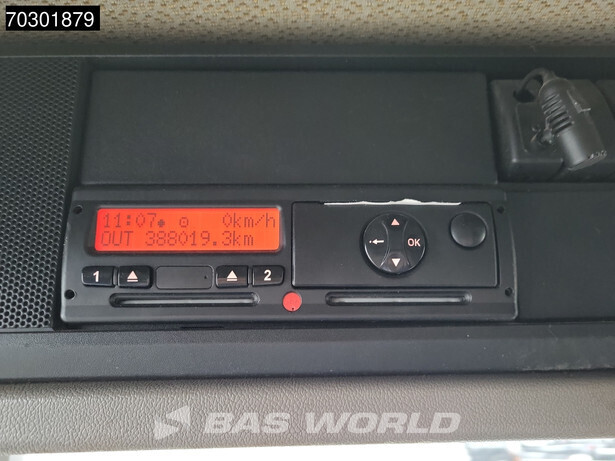 70301879
11:07 0km/h
OUT 388019.3km
1 2
OK
BAS WORLD